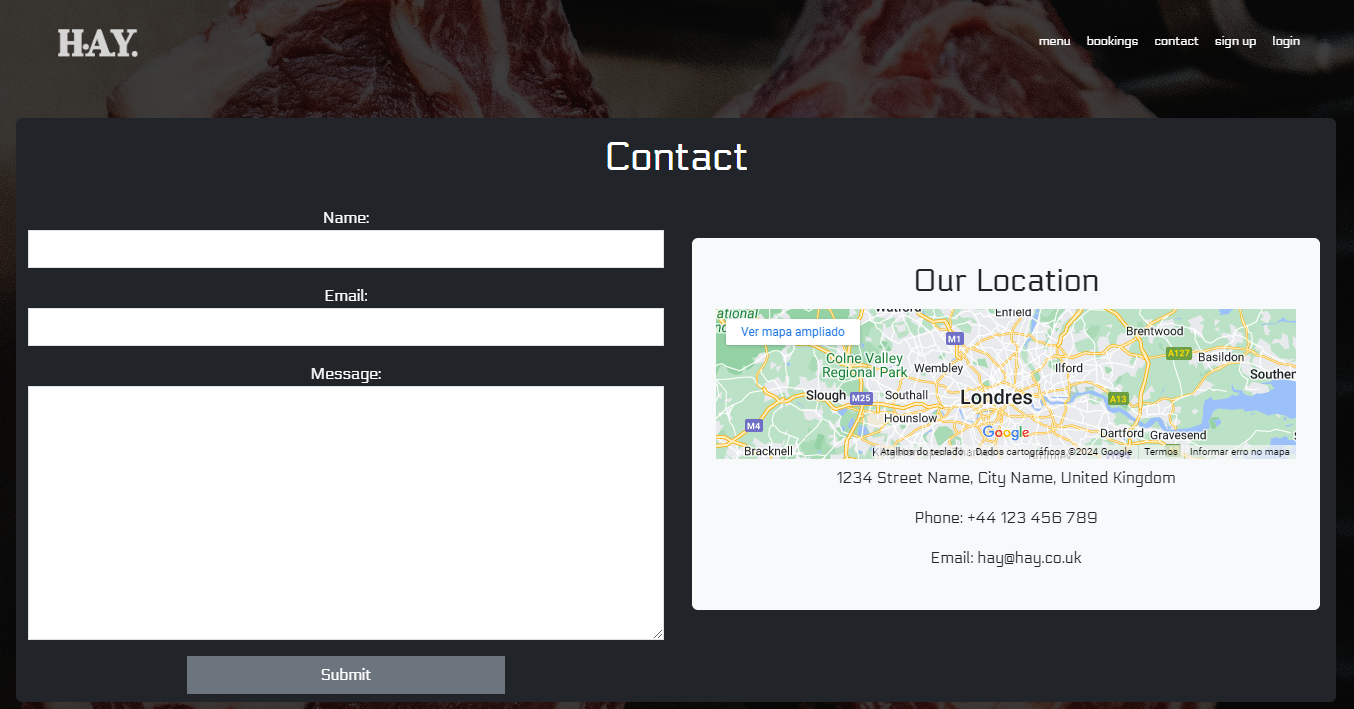 HAY.
menu bookings contact sign up login
Contact
Name:
Email:
Message:
Submit
Our Location
Ver mapa ampliado
Enfield
Brentwood
M1
A127
Basildon
Colne Valley
Regional Park
Wembley
Ilford
Slough
M25
Southall
Londres
A13
Hounslow
M4
Google
Dartford
Gravesend
Bracknell
Atalhos do teclado
Dados cartográficos ©2024 Google
Termos
Informar erro no mapa
1234 Street Name, City Name, United Kingdom
Phone: +44 123 456 789
Email: hay@hay.co.uk